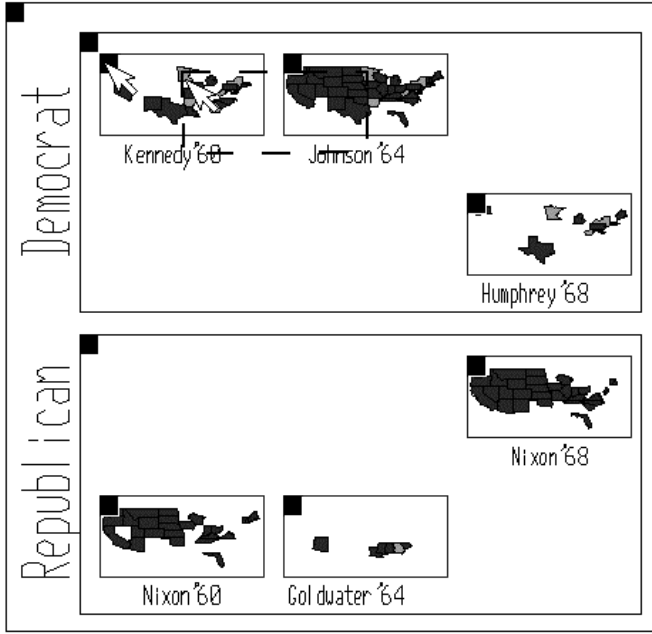 Democrat
Kennedy '60
Johnson '64
Humphrey '68
Republican
Nixon '68
Nixon '60
Goldwater '64